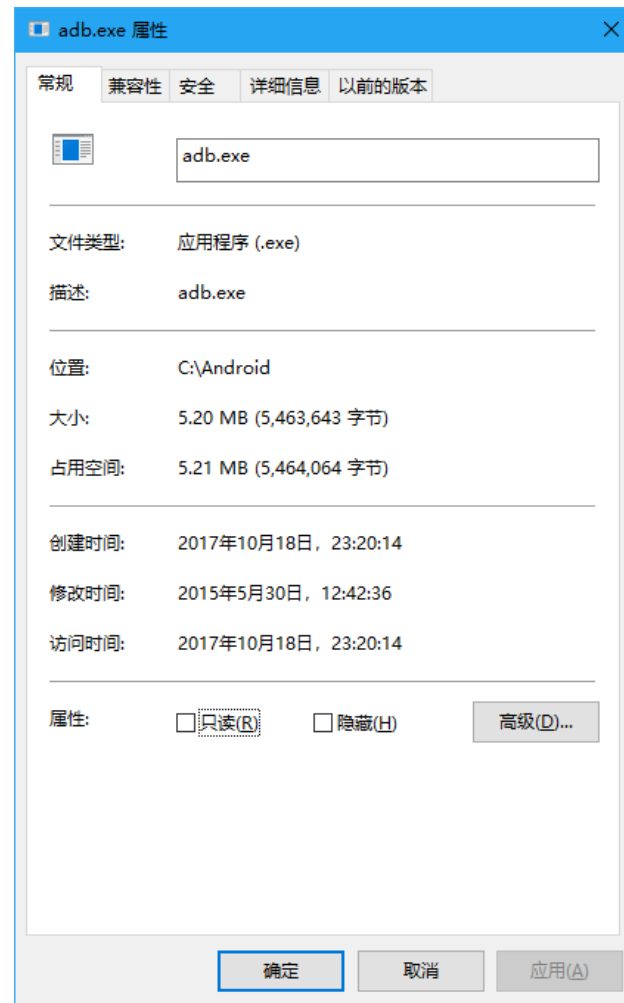 adb.exe 属性
常规 兼容性 安全 详细信息 以前的版本
adb.exe
文件类型: 应用程序 (.exe)
描述: adb.exe
位置: C:\Android
大小: 5.20 MB (5,463,643 字节)
占用空间: 5.21 MB (5,464,064 字节)
创建时间: 2017年10月18日，23:20:14
修改时间: 2015年5月30日，12:42:36
访问时间: 2017年10月18日，23:20:14
属性: 只读(R) 隐藏(H) 高级(D)...
确定 取消 应用(A)